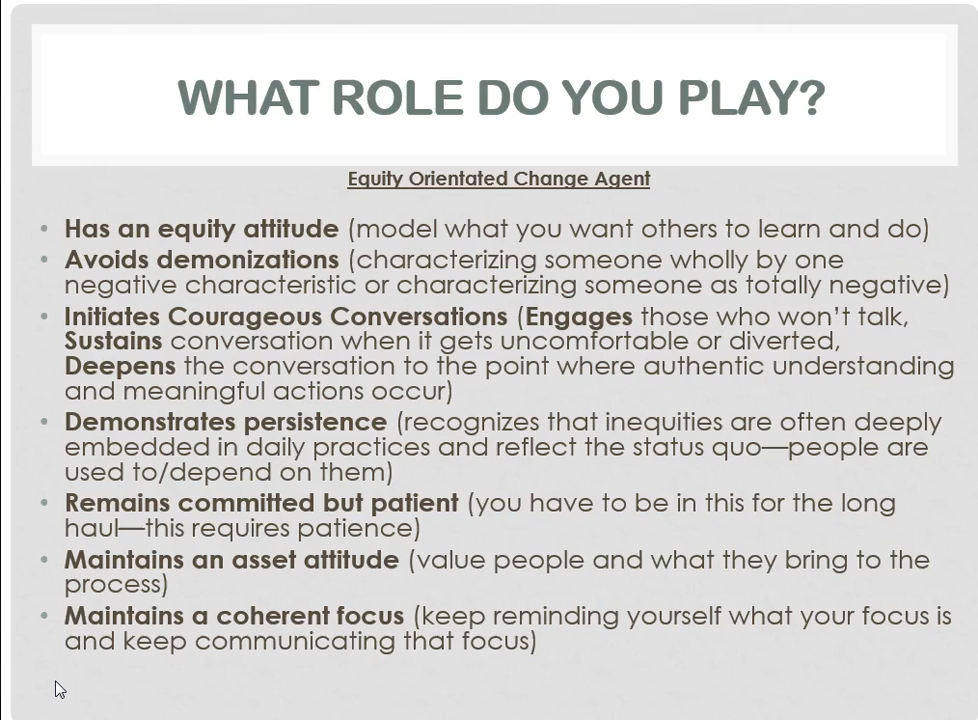 WHAT ROLE DO YOU PLAY?
Equity Orientated Change Agent
• Has an equity attitude (model what you want others to learn and do)
• Avoids demonizations (characterizing someone wholly by one
negative characteristic or characterizing someone as totally negative)
• Initiates Courageous Conversations (Engages those who won't talk,
Sustains conversation when it gets uncomfortable or diverted,
Deepens the conversation to the point where authentic understanding
and meaningful actions occur)
• Demonstrates persistence (recognizes that inequities are often deeply
embedded in daily practices and reflect the status quo—people are
used to/depend on them)
• Remains committed but patient (you have to be in this for the long
haul—this requires patience)
• Maintains an asset attitude (value people and what they bring to the
process)
• Maintains a coherent focus (keep reminding yourself what your focus is
and keep communicating that focus)